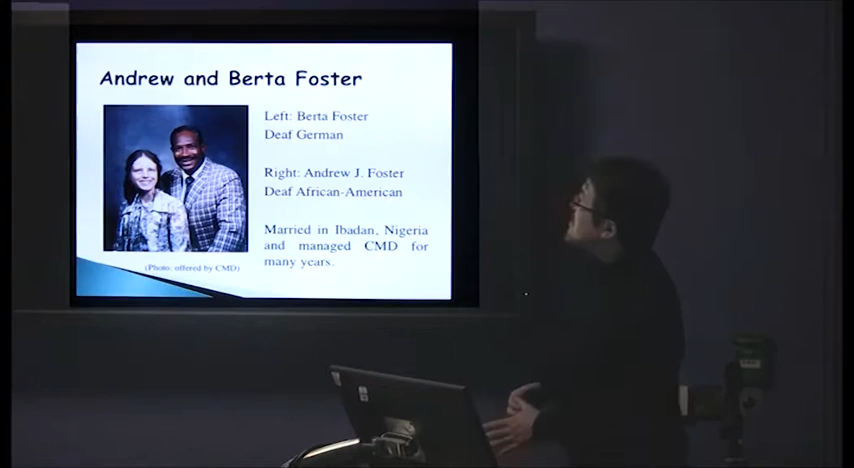 Andrew and Berta Foster
Left: Berta Foster
Deaf German
Right: Andrew J. Foster
Deaf African-American
Married in Ibadan, Nigeria
and managed CMD for
many years.
(Photo: offered by CMD)